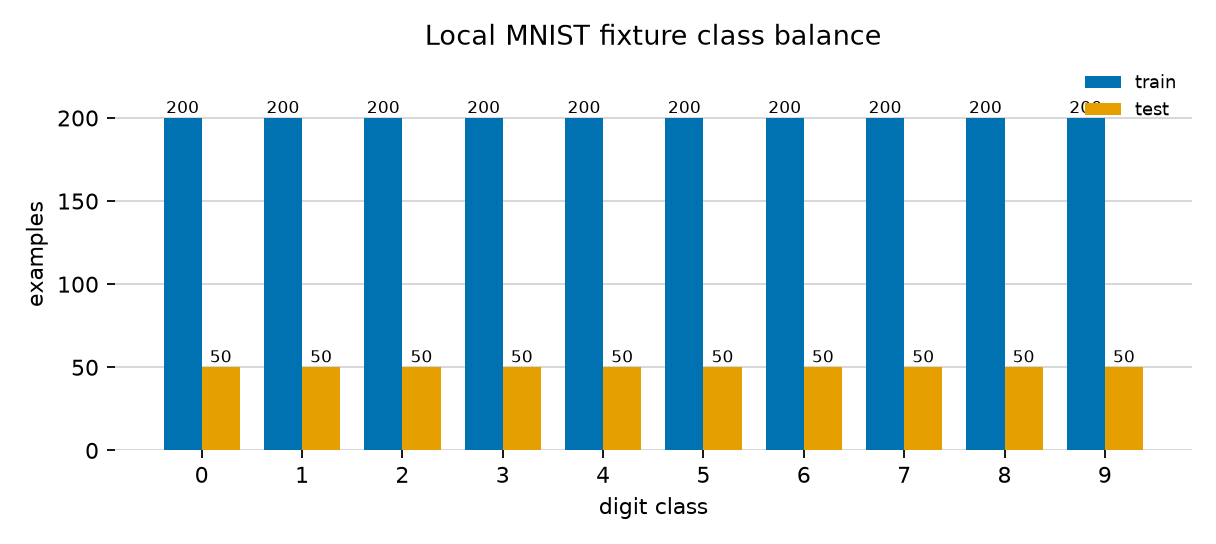 Local MNIST fixture class balance
train
test
200 200 200 200 200 200 200 200 200 200
200
150
100
50
0
50 50 50 50 50 50 50 50 50 50
examples
0 1 2 3 4 5 6 7 8 9
digit class